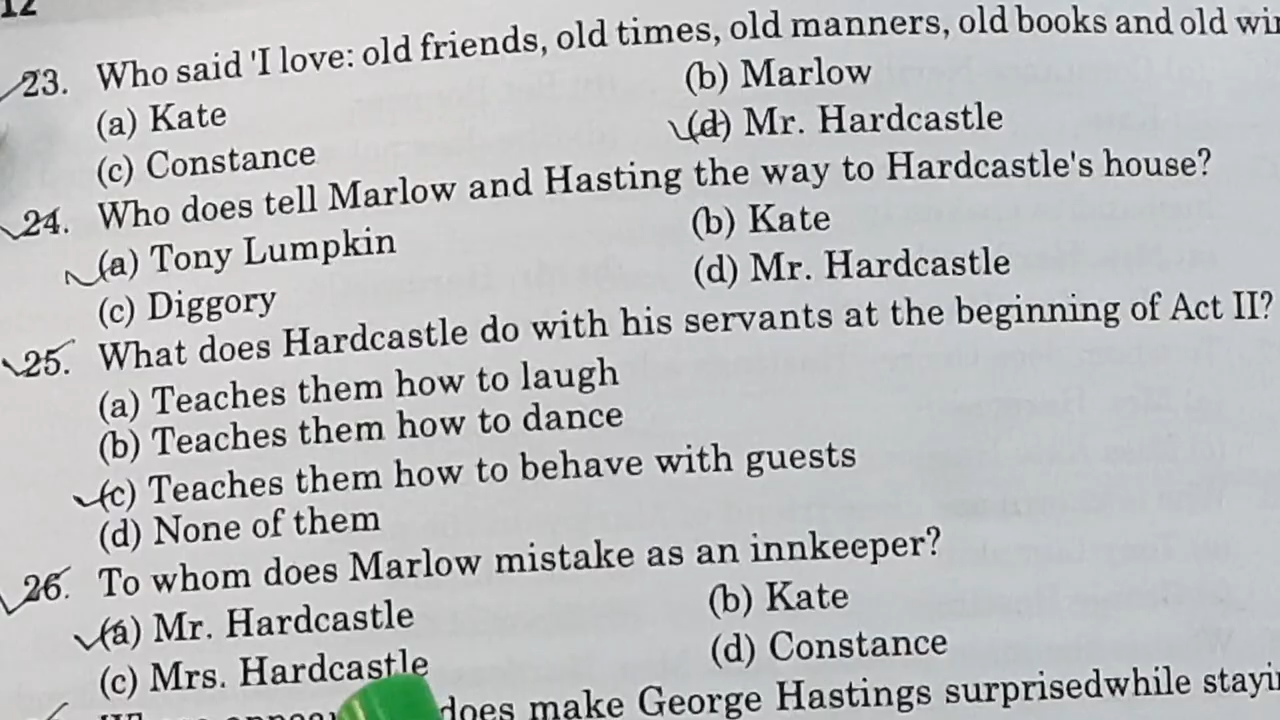 12
23. Who said 'I love: old friends, old times, old manners, old books and old
(a) Kate
(b) Marlow
(c) Constance
(d) Mr. Hardcastle
24. Who does tell Marlow and Hasting the way to Hardcastle's house?
(a) Tony Lumpkin
(b) Kate
(c) Diggory
(d) Mr. Hardcastle
25. What does Hardcastle do with his servants at the beginning of Act II?
(a) Teaches them how to laugh
(b) Teaches them how to dance
(c) Teaches them how to behave with guests
(d) None of them
26. To whom does Marlow mistake as an innkeeper?
(a) Mr. Hardcastle
(b) Kate
(c) Mrs. Hardcastle
(d) Constance
does make George Hastings surprisedwhile